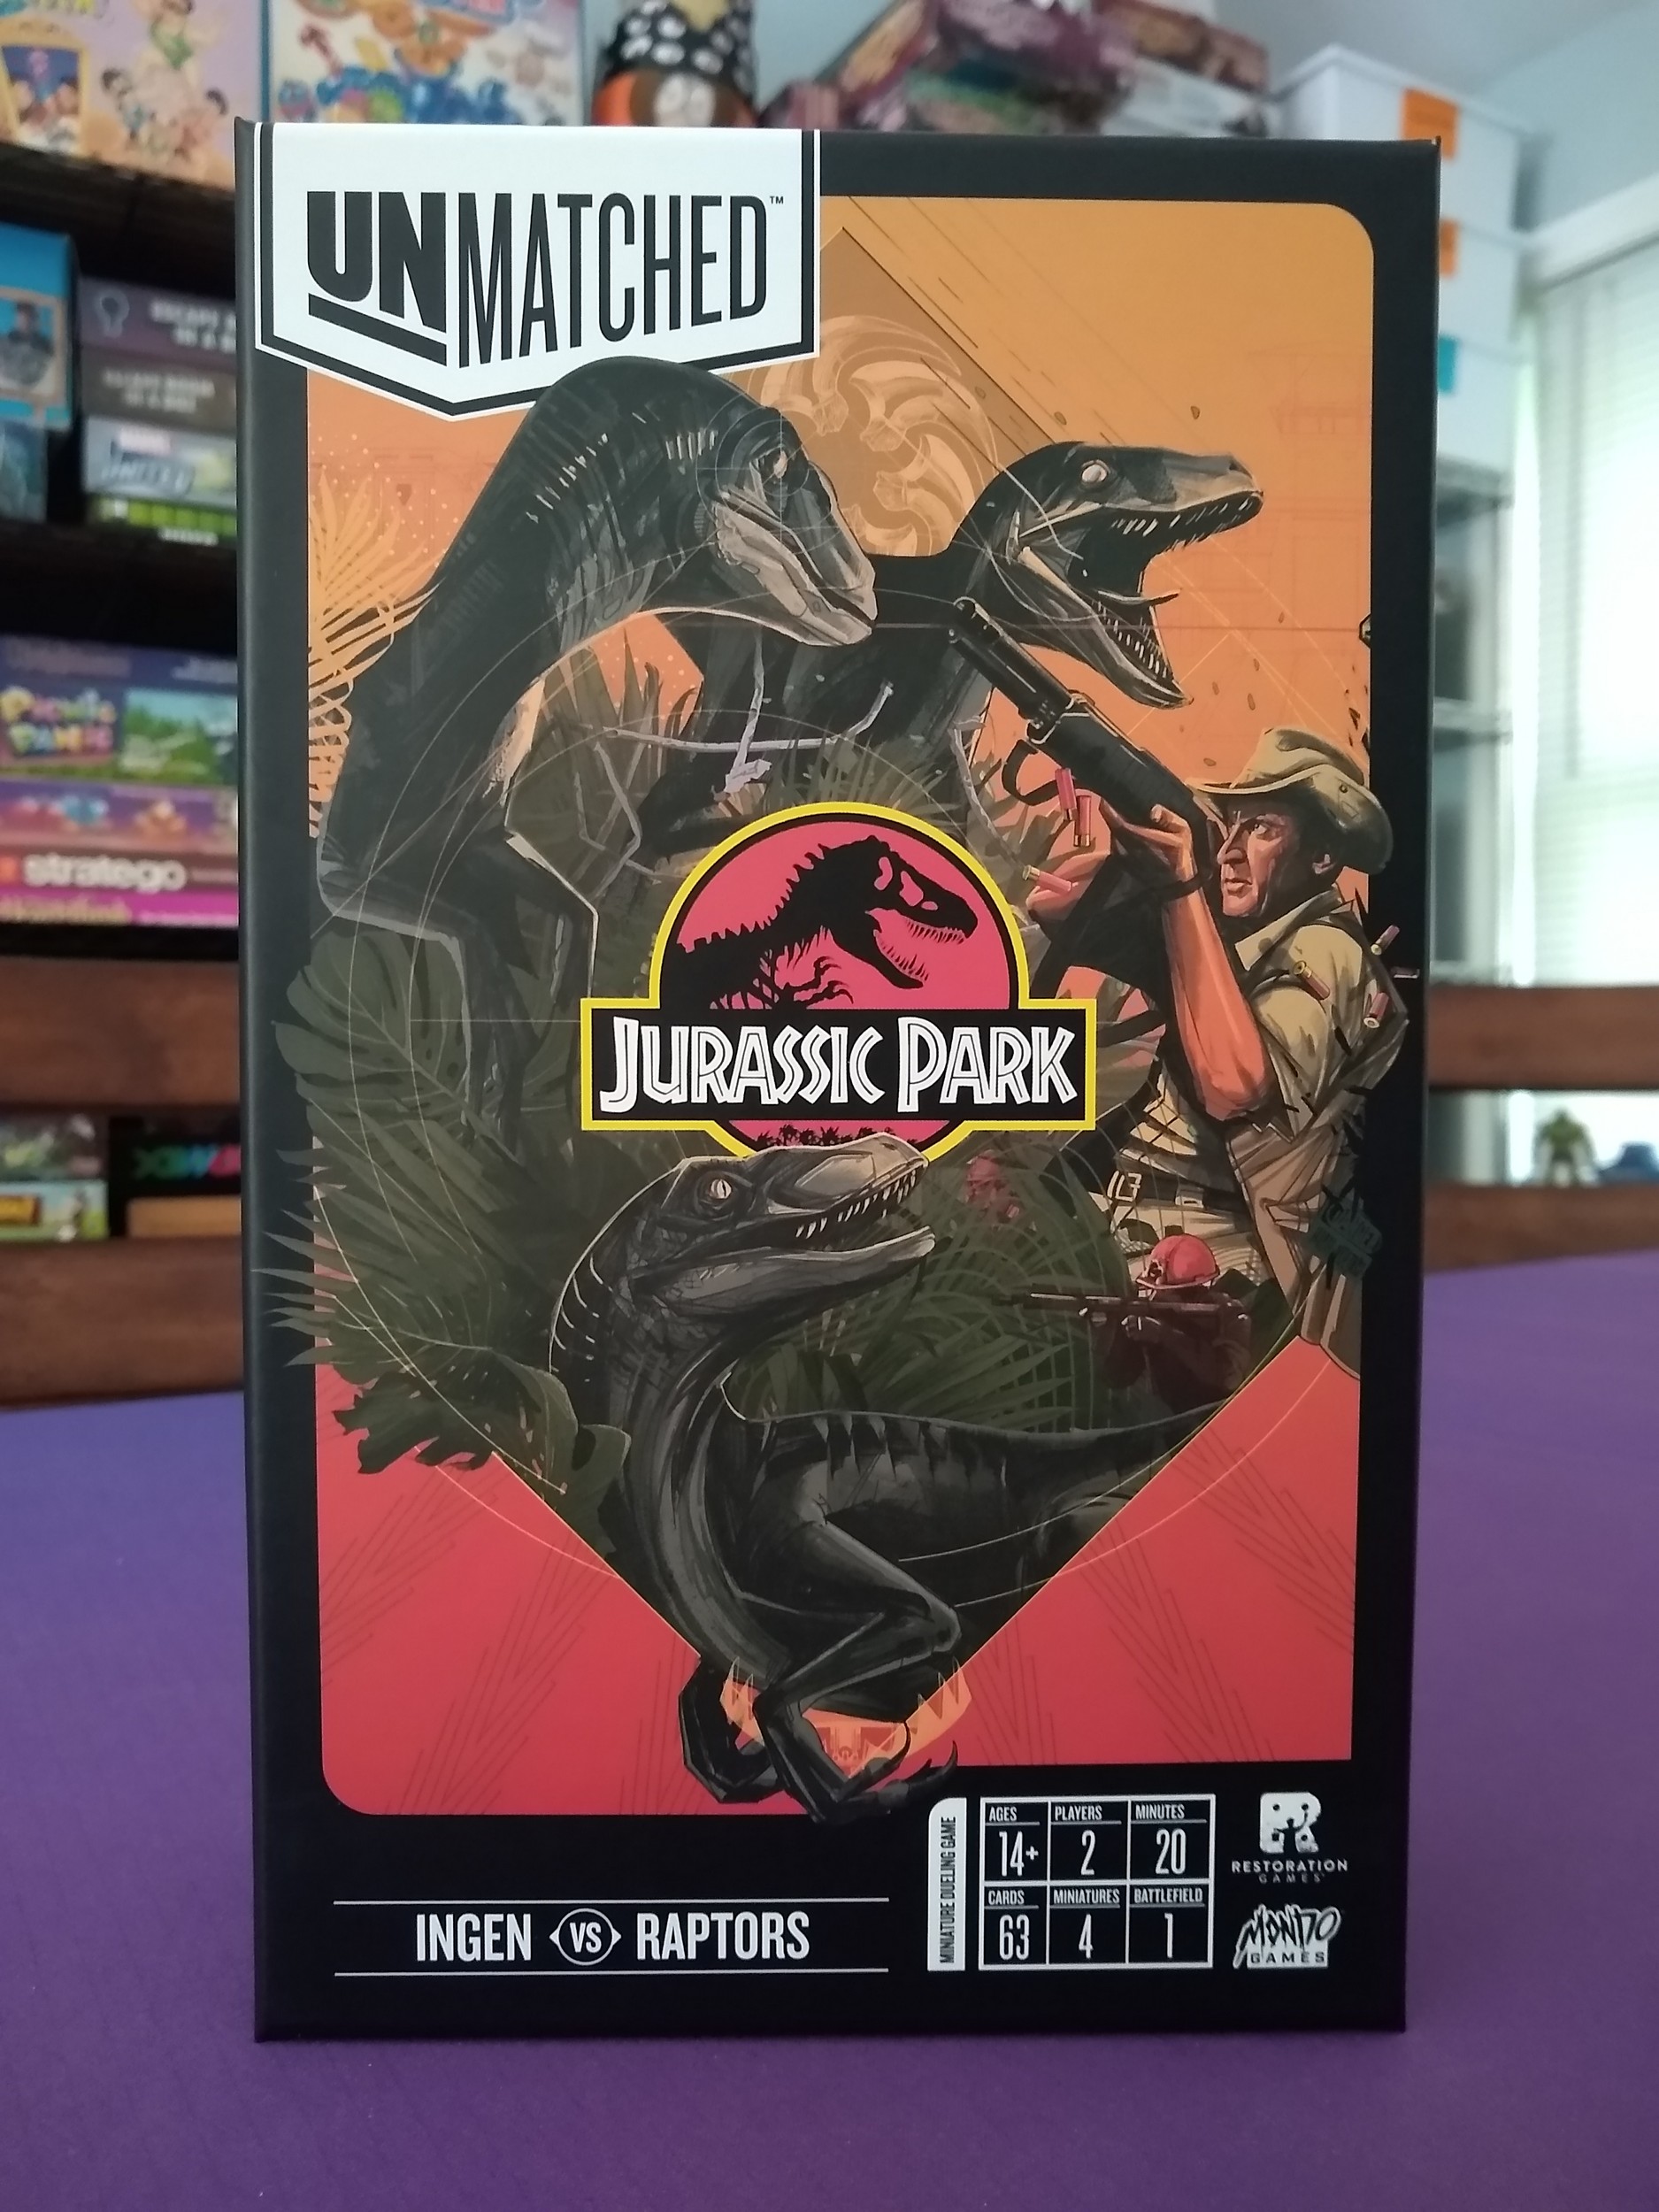 UNMATCHED™
JURASSIC PARK
stratego
INGEN VS RAPTORS
MINIATURE DUELING GAME
AGES
14+
PLAYERS
2
MINUTES
20
CARDS
63
MINIATURES
4
BATTLEFIELD
1
RESTORATION
GAMES
MONDO
GAMES